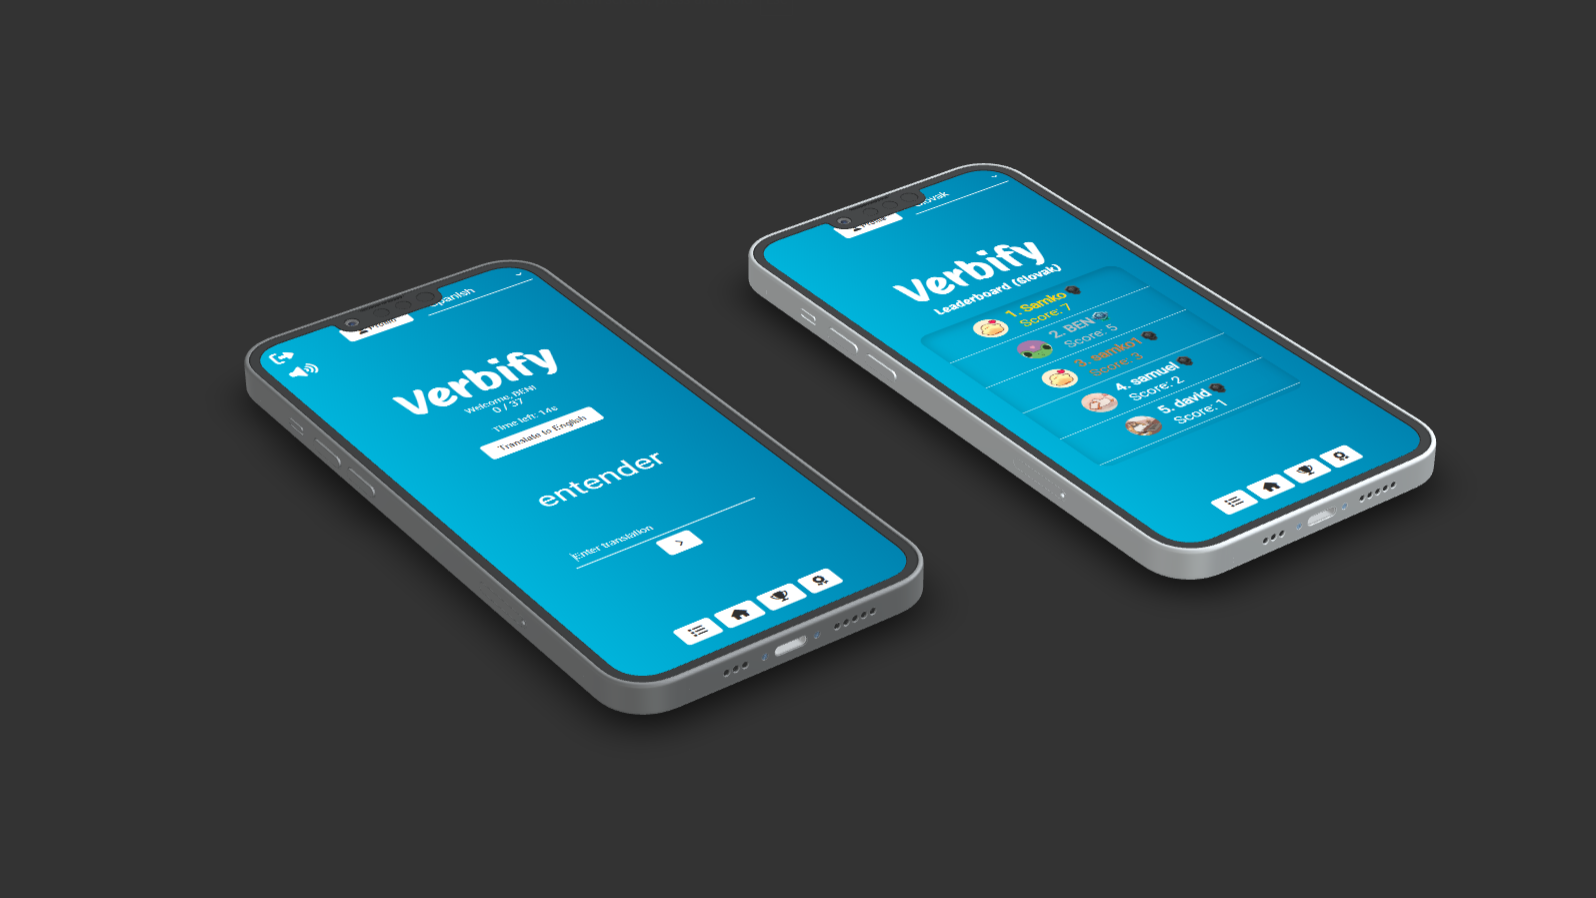 Spanish
Profil
Verbify
Welcome, BEN!
0 / 37
Time left: 14s
Translate to English
entender
Enter translation
Slovak
Verbify
Leaderboard (Slovak)
1. Samko
Score: 7
2. BEN
Score: 5
3. samko1
Score: 3
4. samuel
Score: 2
5. david
Score: 1